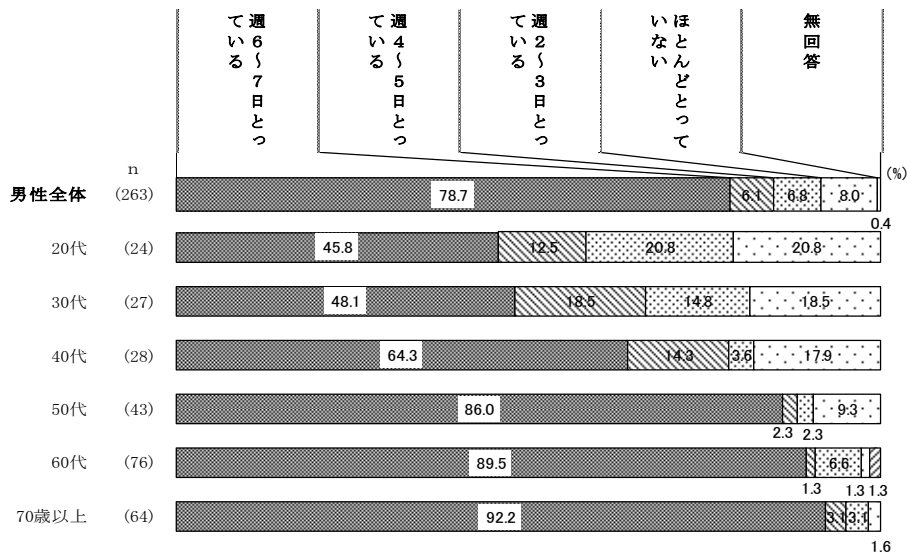 週6～7日とっ
ている
週4～5日とっ
ている
週2～3日とっ
ている
ほとんどとって
いない
無回答
n
(%)
男性全体 (263) 78.7 6.1 6.8 8.0
0.4
20代 (24) 45.8 12.5 20.8 20.8
30代 (27) 48.1 18.5 14.8 18.5
40代 (28) 64.3 14.3 3.6 17.9
50代 (43) 86.0 9.3
2.3 2.3
60代 (76) 89.5 6.6
1.3 1.3 1.3
70歳以上 (64) 92.2 3.1 3.1
1.6